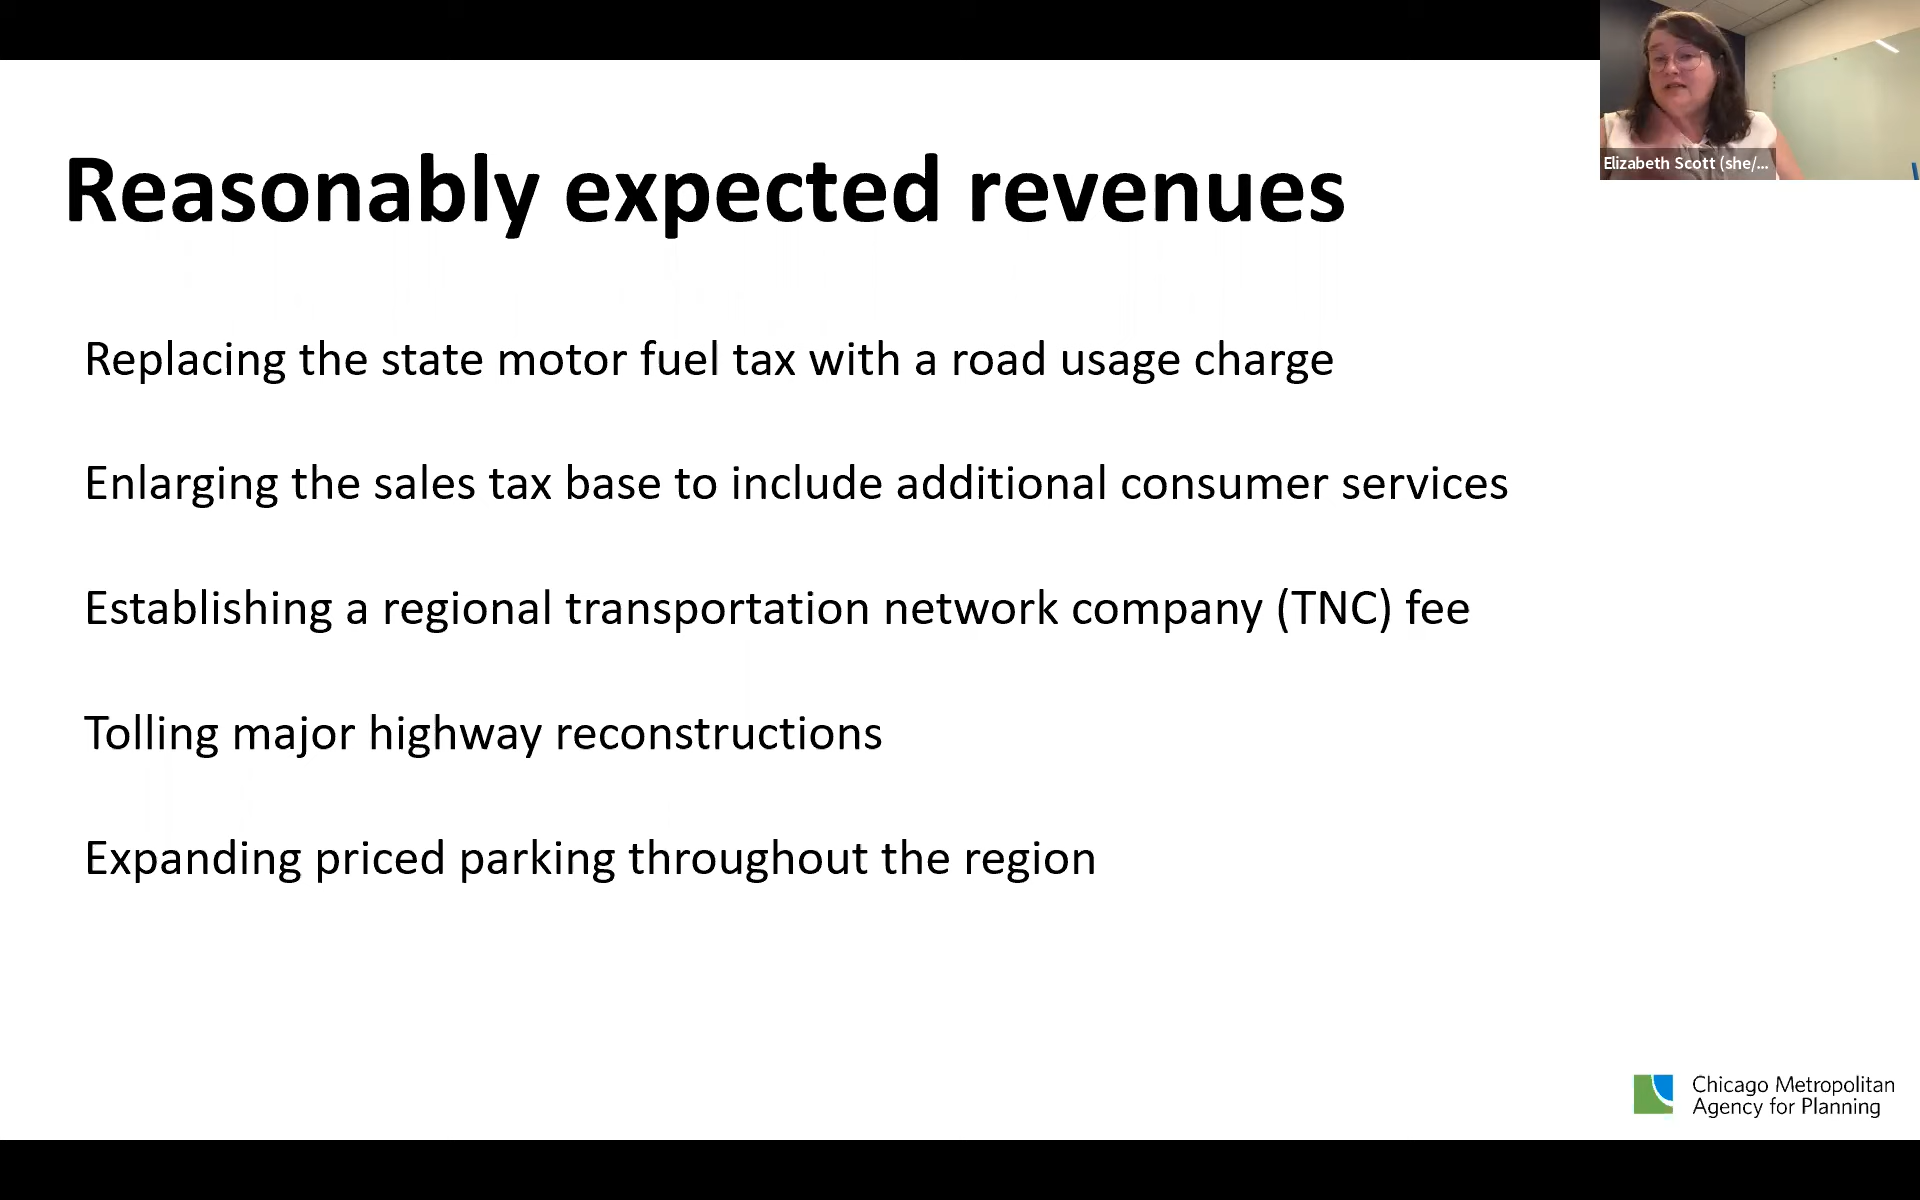 Elizabeth Scott (she/...
Reasonably expected revenues
Replacing the state motor fuel tax with a road usage charge
Enlarging the sales tax base to include additional consumer services
Establishing a regional transportation network company (TNC) fee
Tolling major highway reconstructions
Expanding priced parking throughout the region
Chicago Metropolitan
Agency for Planning